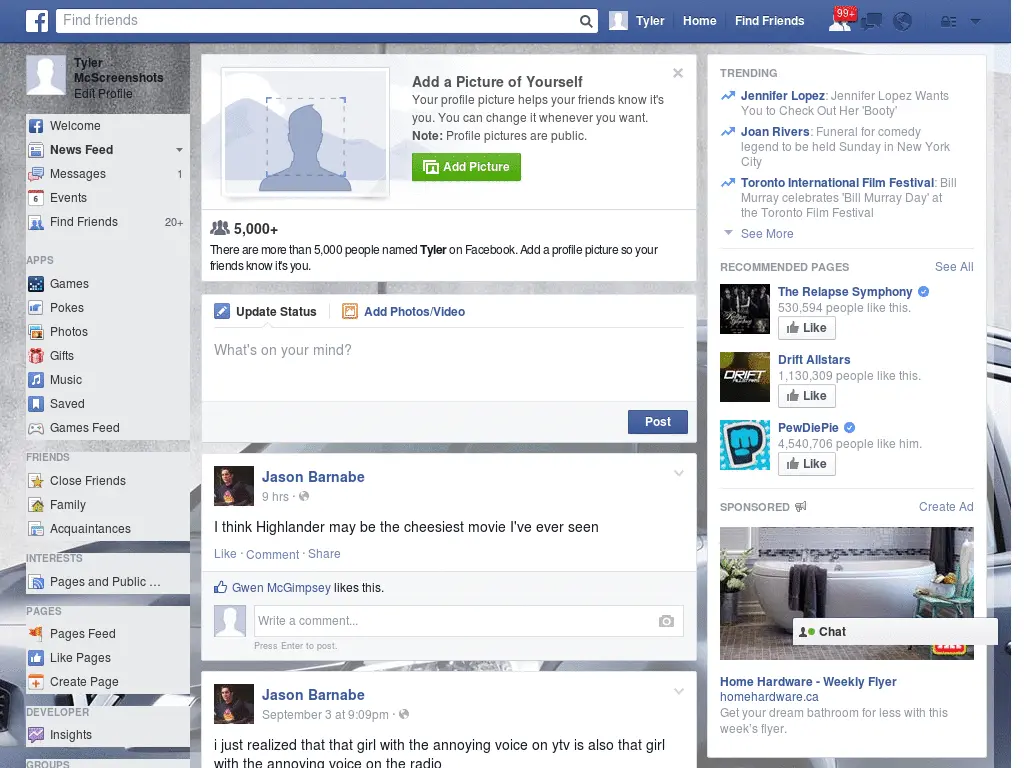 Find friends
Tyler
Home
Find Friends
99+
Tyler McScreenshots
Edit Profile
Welcome
News Feed
Messages 1
Events
Find Friends 20+
APPS
Games
Pokes
Photos
Gifts
Music
Saved
Games Feed
FRIENDS
Close Friends
Family
Acquaintances
INTERESTS
Pages and Public ...
PAGES
Pages Feed
Like Pages
Create Page
DEVELOPER
Insights
GROUPS
Add a Picture of Yourself
Your profile picture helps your friends know it's
you. You can change it whenever you want.
Note: Profile pictures are public.
Add Picture
5,000+
There are more than 5,000 people named Tyler on Facebook. Add a profile picture so your
friends know it's you.
Update Status
Add Photos/Video
What's on your mind?
Post
Jason Barnabe
9 hrs ·
I think Highlander may be the cheesiest movie I've ever seen
Like · Comment · Share
Gwen McGimpsey likes this.
Write a comment...
Press Enter to post.
Jason Barnabe
September 3 at 9:09pm ·
i just realized that that girl with the annoying voice on ytv is also that girl
with the annoying voice on the radio
TRENDING
Jennifer Lopez: Jennifer Lopez Wants
You to Check Out Her 'Booty'
Joan Rivers: Funeral for comedy
legend to be held Sunday in New York
City
Toronto International Film Festival: Bill
Murray celebrates 'Bill Murray Day' at
the Toronto Film Festival
See More
RECOMMENDED PAGES
See All
The Relapse Symphony
530,594 people like this.
Like
DRIFT
Drift Allstars
1,130,309 people like this.
Like
PewDiePie
4,540,706 people like him.
Like
SPONSORED
Create Ad
Chat
Home Hardware - Weekly Flyer
homehardware.ca
Get your dream bathroom for less with this
week's flyer.